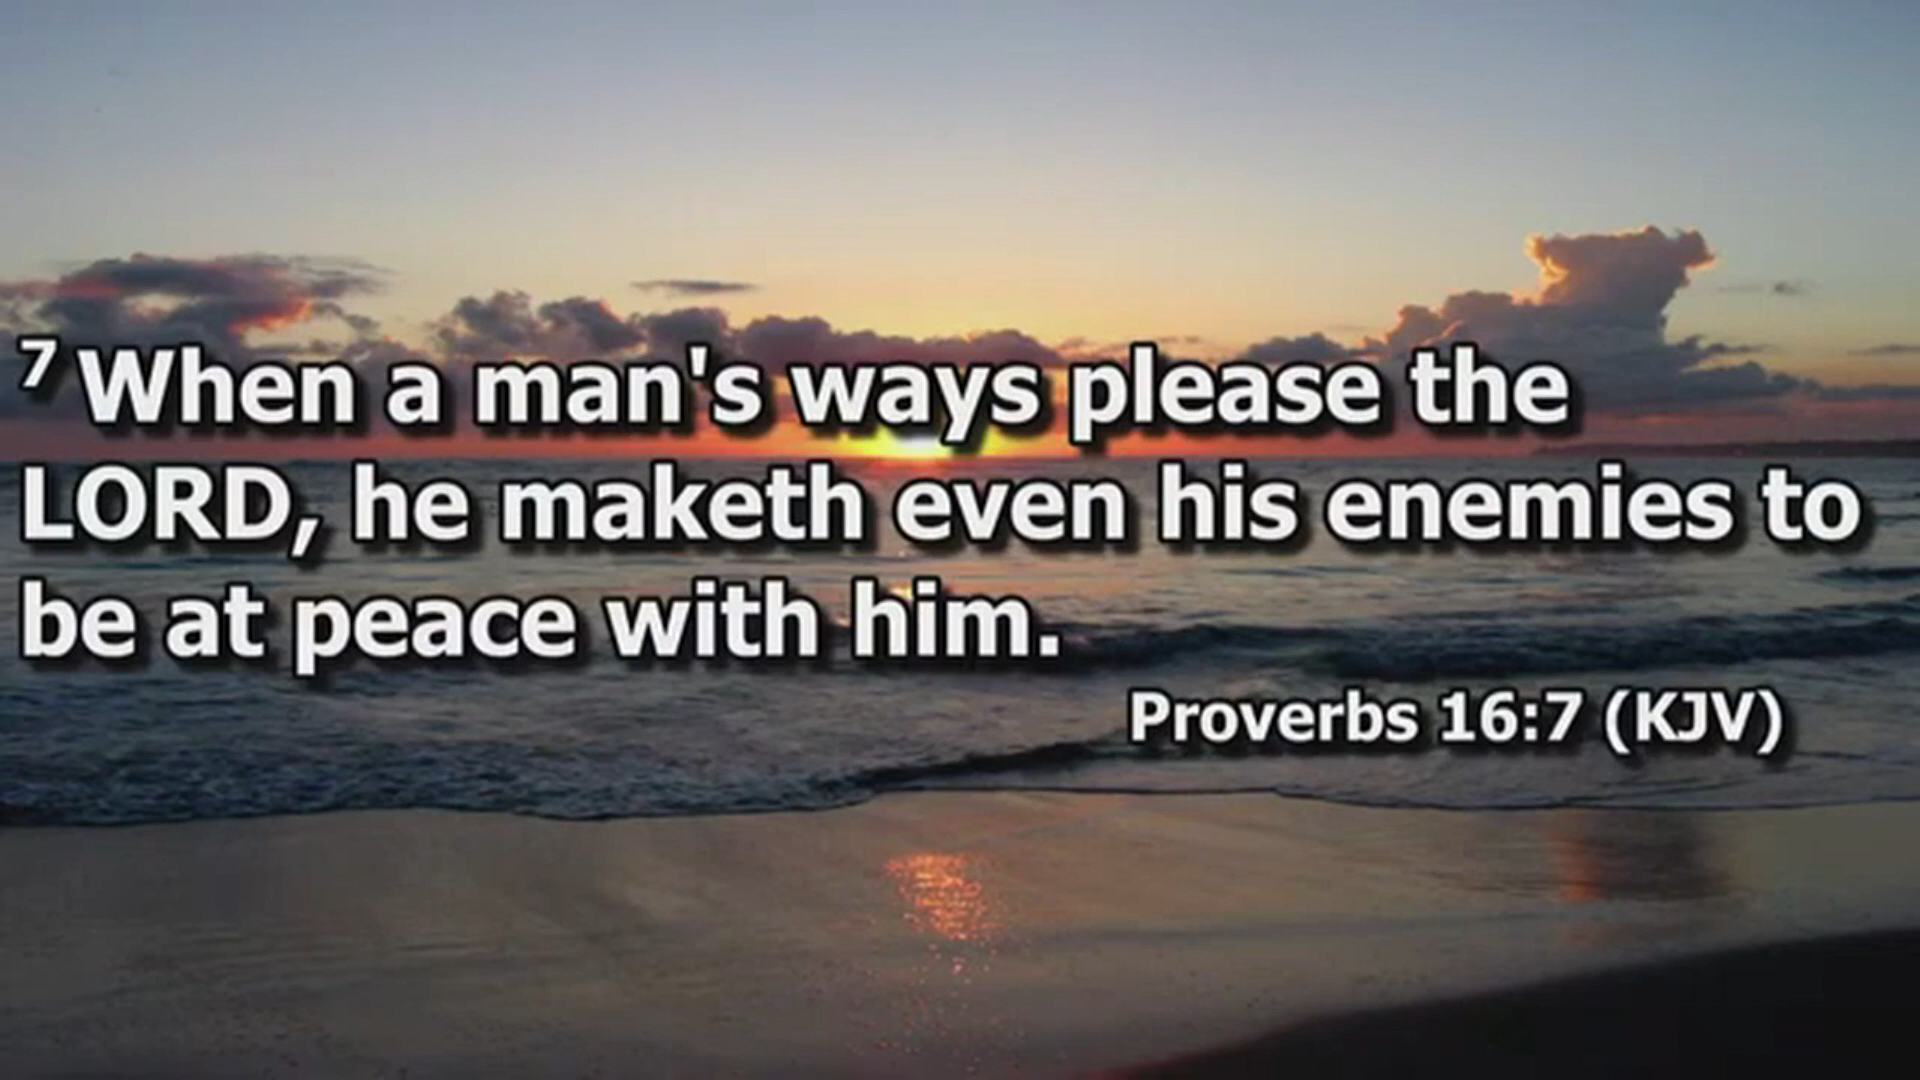 7 When a man's ways please the
LORD, he maketh even his enemies to
be at peace with him.
Proverbs 16:7 (KJV)